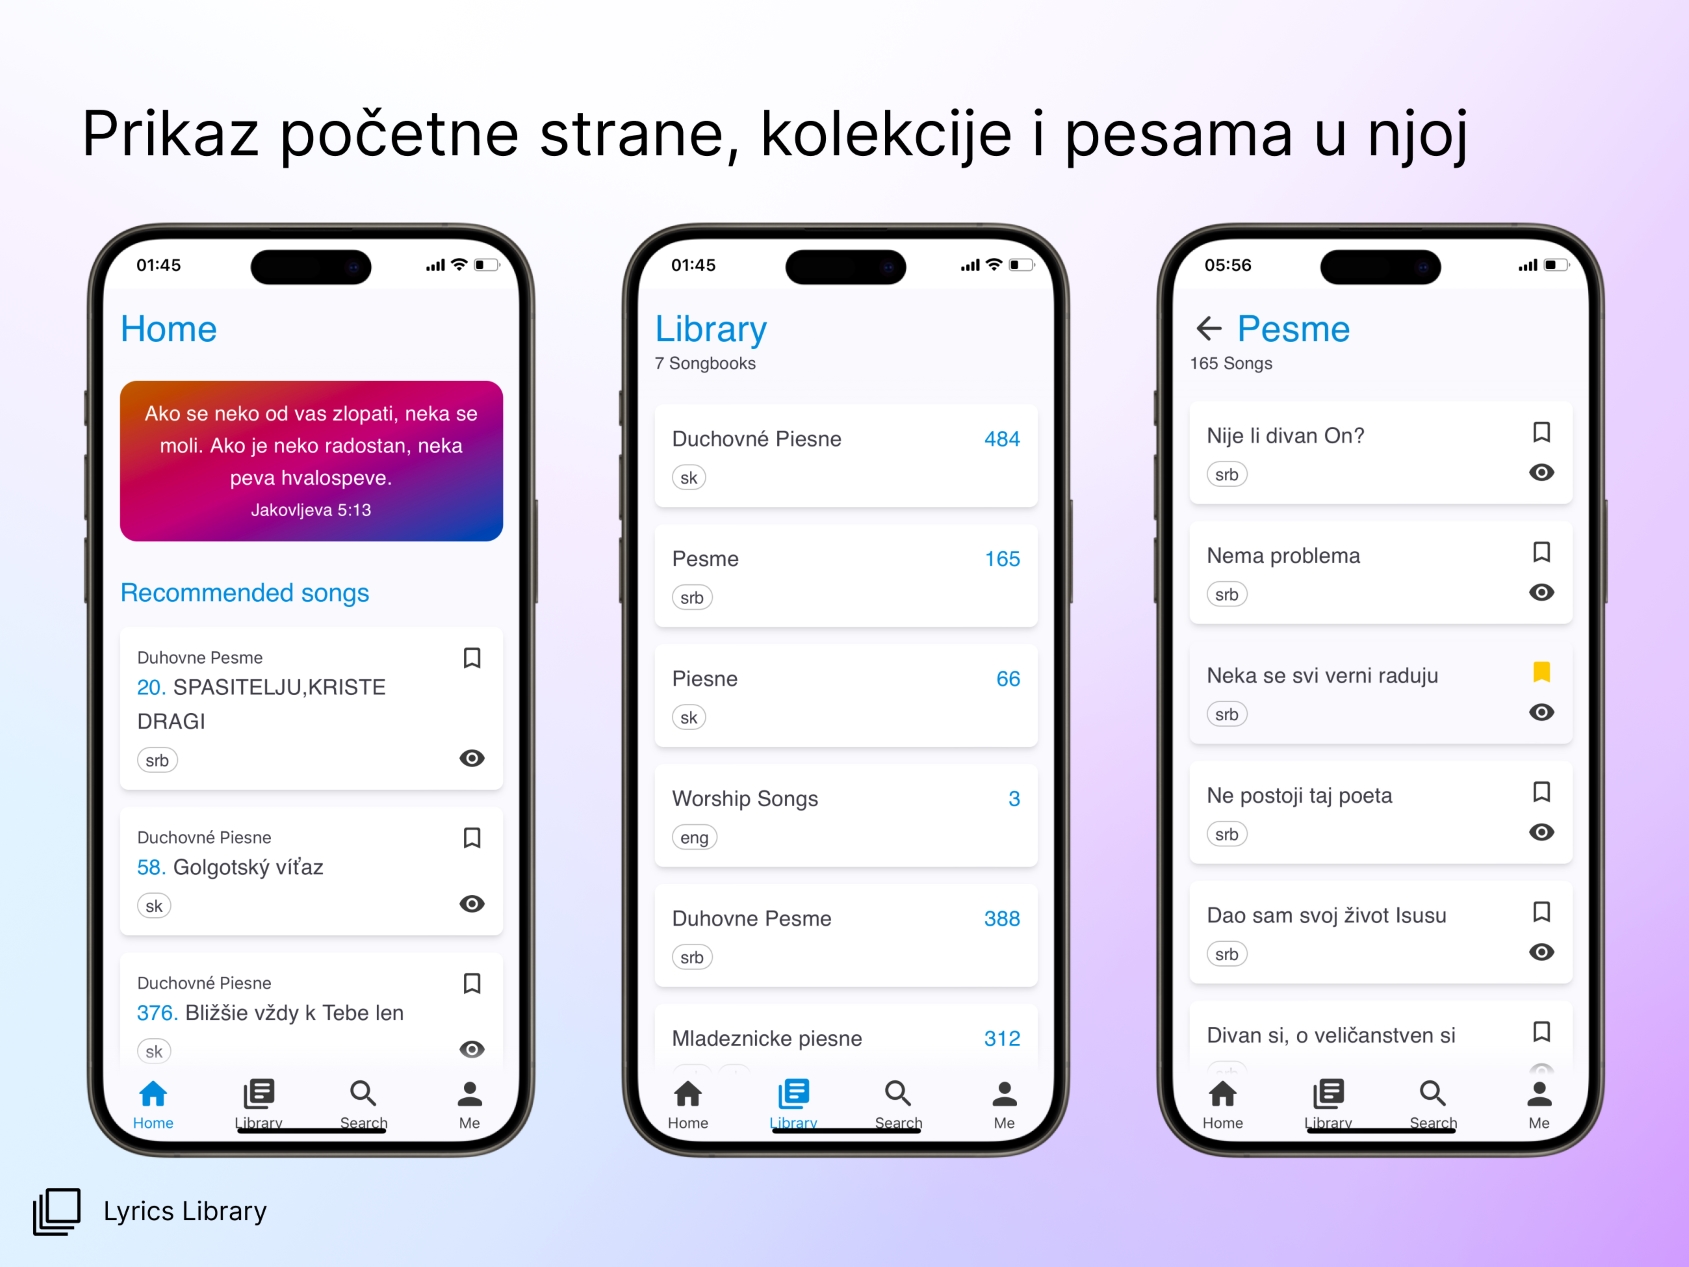 Prikaz početne strane, kolekcije i pesama u njoj
01:45
Home
Ako se neko od vas zlopati, neka se
moli. Ako je neko radostan, neka
peva hvalospeve.
Jakovljeva 5:13
Recommended songs
Duhovne Pesme
20. SPASITELJU,KRISTE
DRAGI
srb
Duchovné Piesne
58. Golgotský víťaz
sk
Duchovné Piesne
376. Bližšie vždy k Tebe len
sk
Home Library Search Me
01:45
Library
7 Songbooks
Duchovné Piesne 484
sk
Pesme 165
srb
Piesne 66
sk
Worship Songs 3
eng
Duhovne Pesme 388
srb
Mladeznicke piesne 312
Home Library Search Me
05:56
Pesme
165 Songs
Nije li divan On?
srb
Nema problema
srb
Neka se svi verni raduju
srb
Ne postoji taj poeta
srb
Dao sam svoj život Isusu
srb
Divan si, o veličanstven si
srb
Home Library Search Me
Lyrics Library